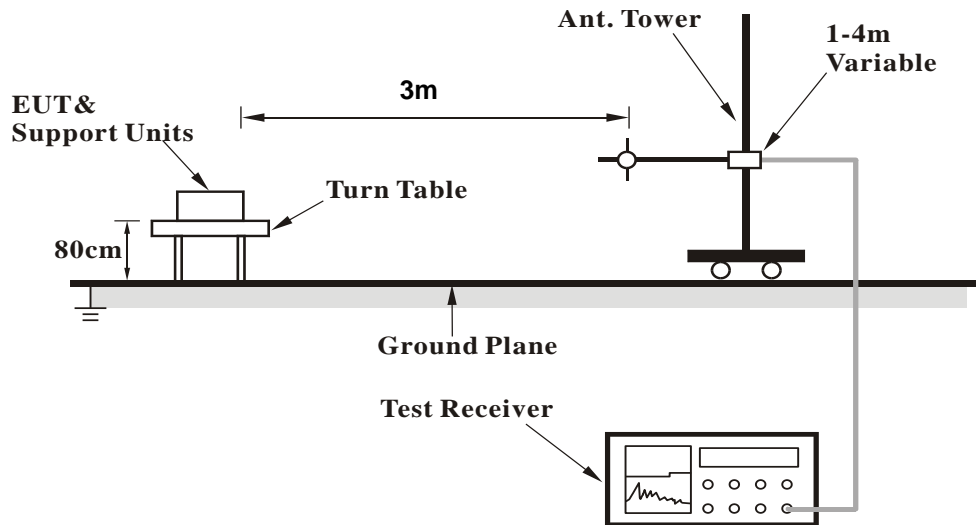 Ant. Tower
1-4m
Variable
3m
EUT&
Support Units
Turn Table
80cm
Ground Plane
Test Receiver